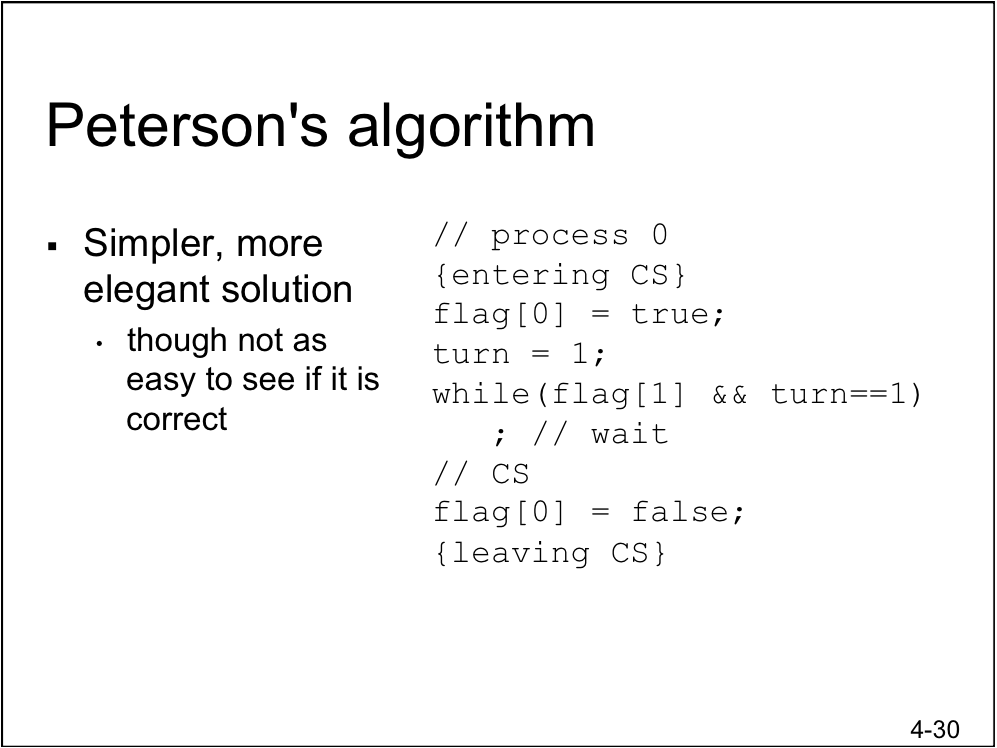 Peterson's algorithm
▪ Simpler, more
elegant solution
• though not as
easy to see if it is
correct
// process 0
{entering CS}
flag[0] = true;
turn = 1;
while(flag[1] && turn==1)
; // wait
// CS
flag[0] = false;
{leaving CS}
4-30